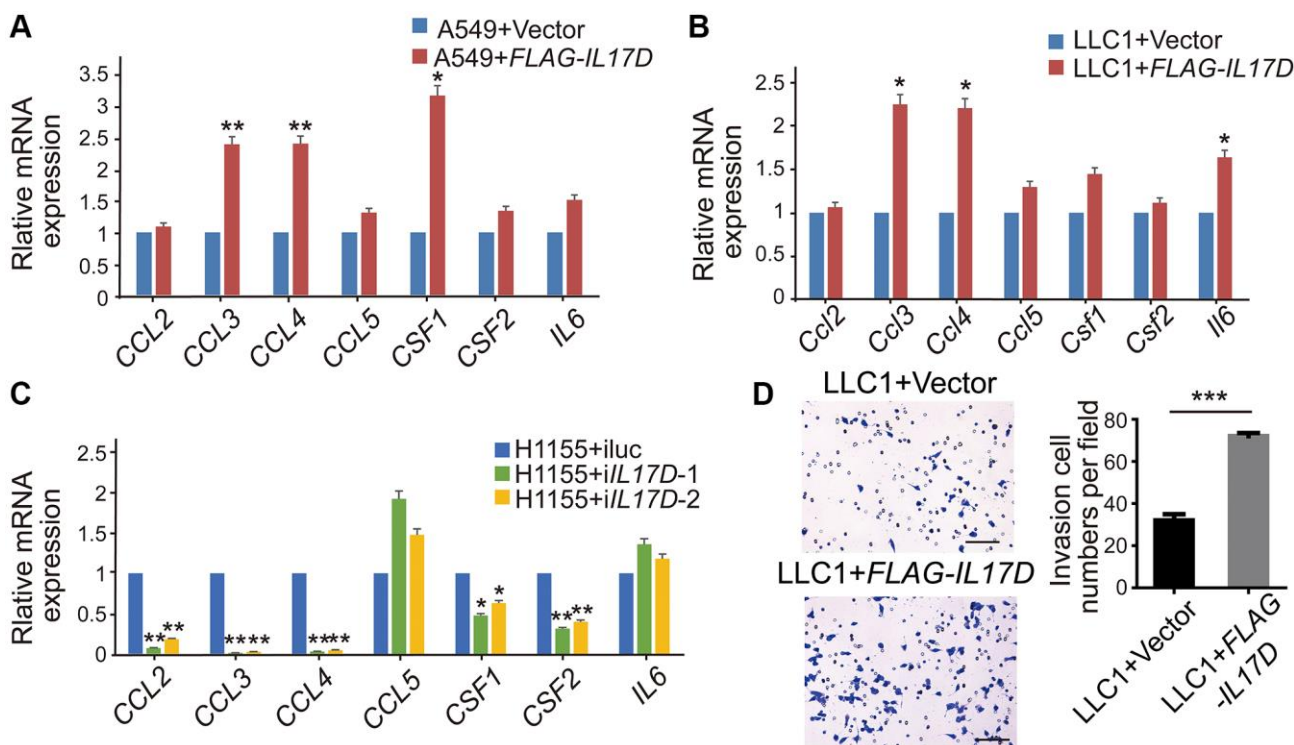 A
A549+Vector
A549+FLAG-IL17D
Rlative mRNA
expression
3.5
3
2.5
2
1.5
1
0.5
0
**
**
*
CCL2
CCL3
CCL4
CCL5
CSF1
CSF2
IL6
B
LLC1+Vector
LLC1+FLAG-IL17D
Rlative mRNA
expression
2.5
2
1.5
1
0.5
0
*
*
*
Ccl2
Ccl3
Ccl4
Ccl5
Csf1
Csf2
Il6
C
H1155+iluc
H1155+iIL17D-1
H1155+iIL17D-2
Rlative mRNA
expression
2.5
2
1.5
1
0.5
0
** **
** **
** **
* *
** **
CCL2
CCL3
CCL4
CCL5
CSF1
CSF2
IL6
D
LLC1+Vector
LLC1+FLAG-IL17D
Invasion cell
numbers per field
80
60
40
20
0
***
LLC1+Vector
LLC1+FLAG
-IL17D